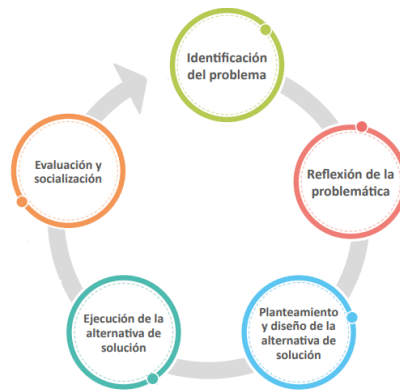 Identificación
del problema
Reflexión de la
problemática
Planteamiento
y diseño de la
alternativa de
solución
Ejecución de la
alternativa de
solución
Evaluación y
socialización